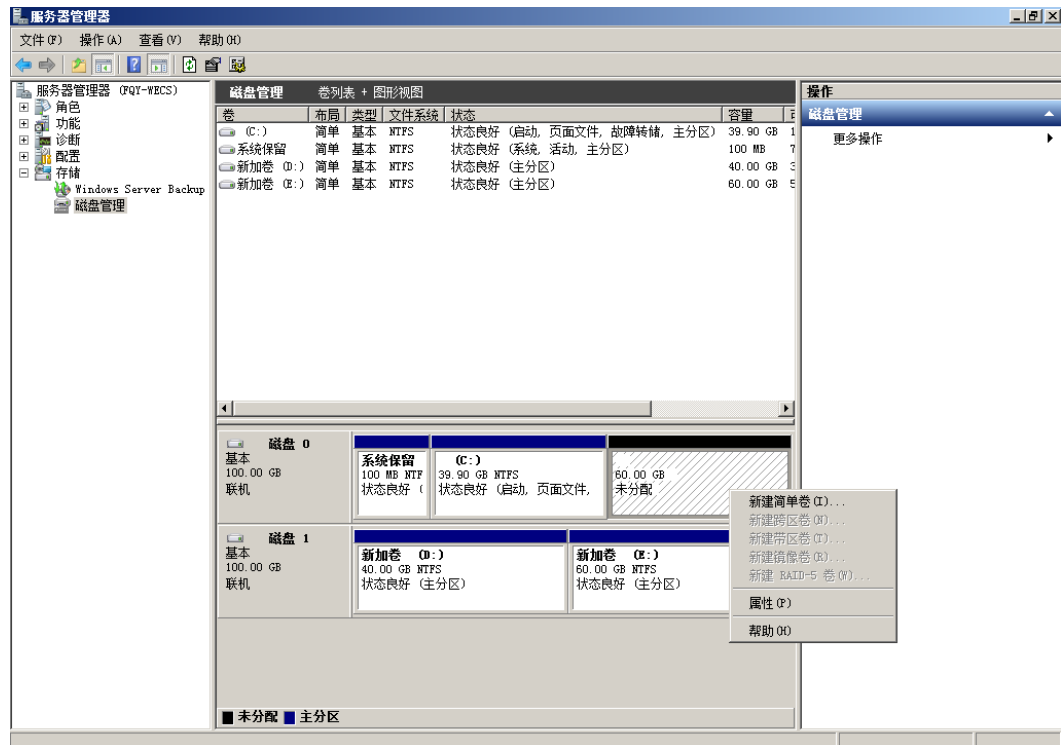 服务器管理器
文件(F) 操作(A) 查看(V) 帮助(H)
服务器管理器 (FQY-WECS)
角色
功能
诊断
配置
存储
Windows Server Backup
磁盘管理
磁盘管理 卷列表 + 图形视图
卷 布局 类型 文件系统 状态 容量
(C:) 简单 基本 NTFS 状态良好 (启动, 页面文件, 故障转储, 主分区) 39.90 GB 1
系统保留 简单 基本 NTFS 状态良好 (系统, 活动, 主分区) 100 MB 7
新加卷 (D:) 简单 基本 NTFS 状态良好 (主分区) 40.00 GB 3
新加卷 (E:) 简单 基本 NTFS 状态良好 (主分区) 60.00 GB 5
磁盘 0
基本
100.00 GB
联机
系统保留
100 MB NTF
状态良好 (
(C:)
39.90 GB NTFS
状态良好 (启动, 页面文件,
60.00 GB
未分配
磁盘 1
基本
100.00 GB
联机
新加卷 (D:)
40.00 GB NTFS
状态良好 (主分区)
新加卷 (E:)
60.00 GB NTFS
状态良好 (主分区)
新建简单卷(I)...
新建跨区卷(N)...
新建带区卷(T)...
新建镜像卷(R)...
新建 RAID-5 卷(W)...
属性(P)
帮助(H)
未分配 主分区
操作
磁盘管理
更多操作